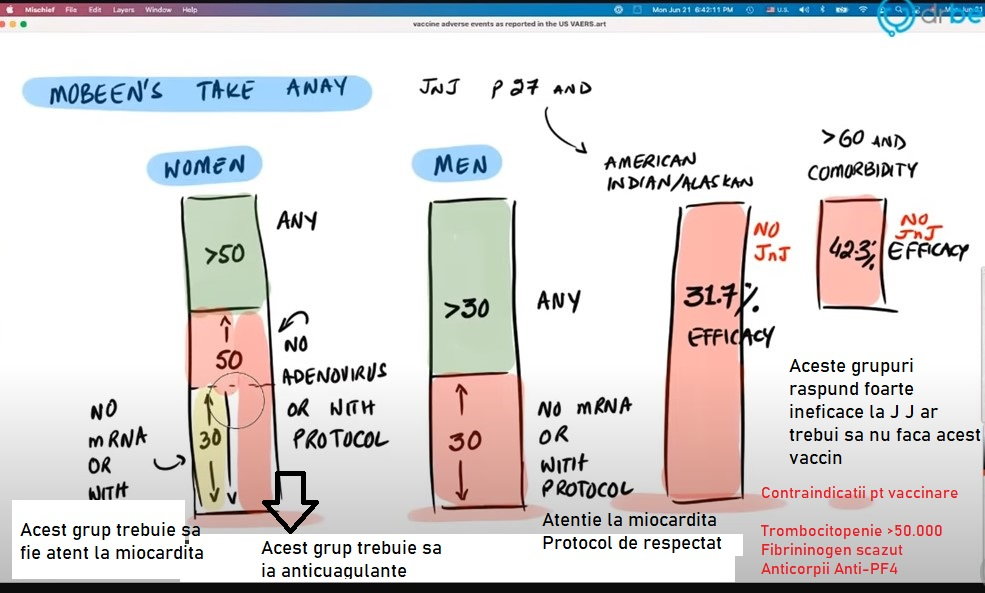 Mischief File Edit Layers Window Help
Mon Jun 21 6:42:11 PM
U.S.
vaccine adverse events as reported in the US VAERS.art
drbe
MOBEEN'S TAKE AWAY
JNJ P 27 AND
WOMEN
MEN
AMERICAN
INDIAN/ALASKAN
>60 AND
COMORBIDITY
>50
ANY
50
NO
ADENOVIRUS
OR WITH
PROTOCOL
30
NO
MRNA
OR
WITH
>30
ANY
30
NO MRNA
OR
WITH
PROTOCOL
NO
JnJ
31.7%
EFFICACY
NO
JnJ
42.3%
EFFICACY
Aceste grupuri
raspund foarte
ineficace la J J ar
trebui sa nu faca acest
vaccin
Contraindicatii pt vaccinare
Trombocitopenie >50.000
Fibrininogen scazut
Anticorpii Anti-PF4
Acest grup trebuie sa
fie atent la miocardita
Acest grup trebuie sa
ia anticuagulante
Atentie la miocardita
Protocol de respectat